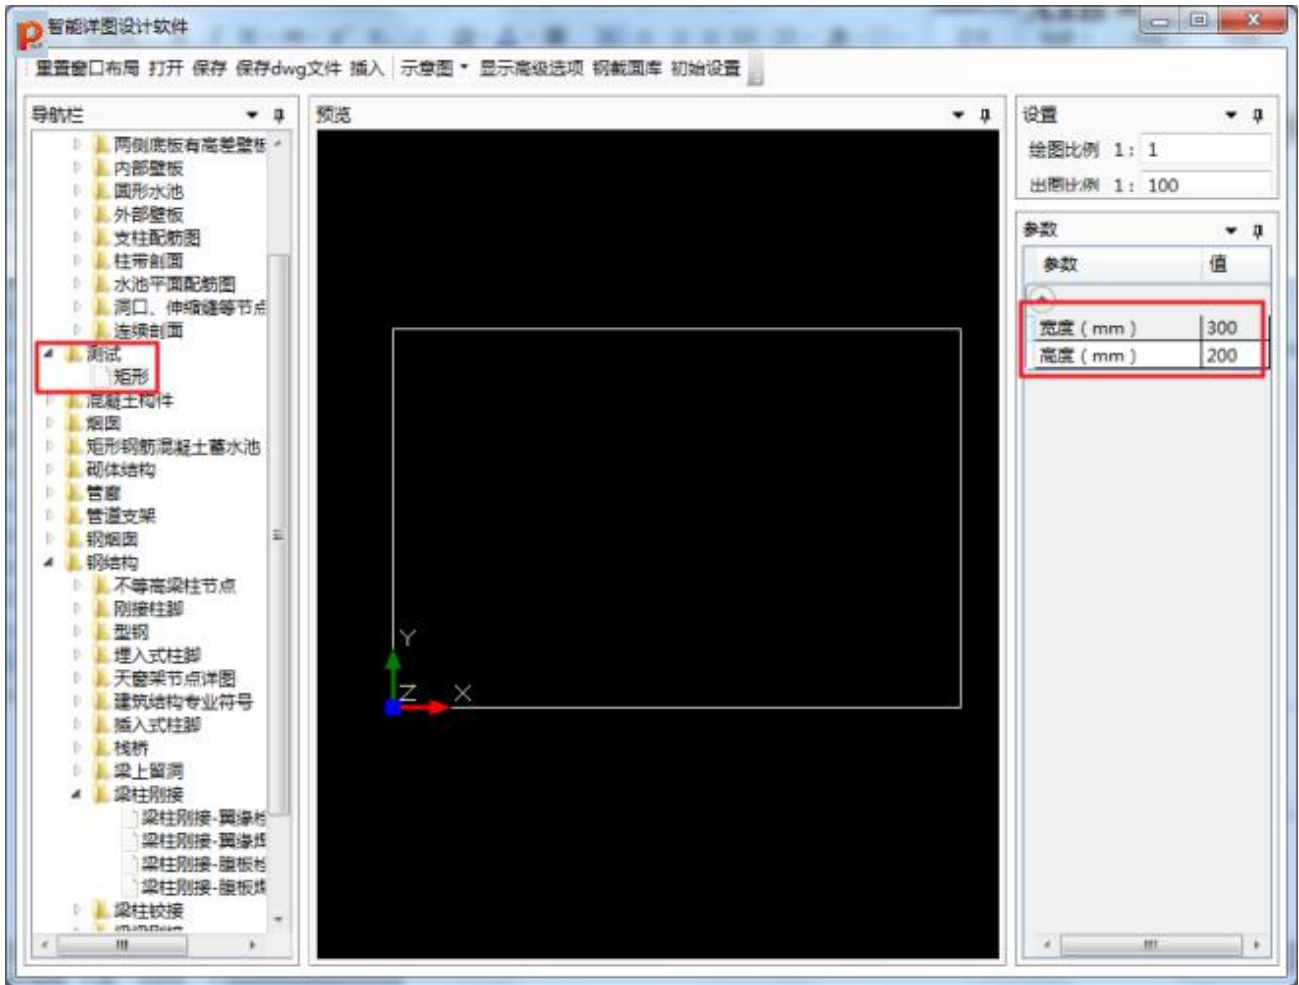 智能详图设计软件
重置窗口布局 打开 保存 保存dwg文件 插入 示意图 显示高级选项 钢截面库 初始设置
导航栏
两侧底板有高差壁板
内部壁板
圆形水池
外部壁板
支柱配筋图
柱带剖面
水池平面配筋图
洞口、伸缩缝等节点
连续剖面
测试
矩形
混凝土构件
烟囱
矩形钢筋混凝土蓄水池
砌体结构
管廊
管道支架
钢烟囱
钢结构
不等高梁柱节点
刚接柱脚
型钢
埋入式柱脚
天窗架节点详图
建筑结构专业符号
插入式柱脚
栈桥
梁上留洞
梁柱刚接
梁柱刚接-翼缘
梁柱刚接-翼缘
梁柱刚接-腹板
梁柱刚接-腹板
梁柱铰接
预览
Y
Z X
设置
绘图比例 1: 1
出图比例 1: 100
参数
参数 值
宽度(mm) 300
高度(mm) 200